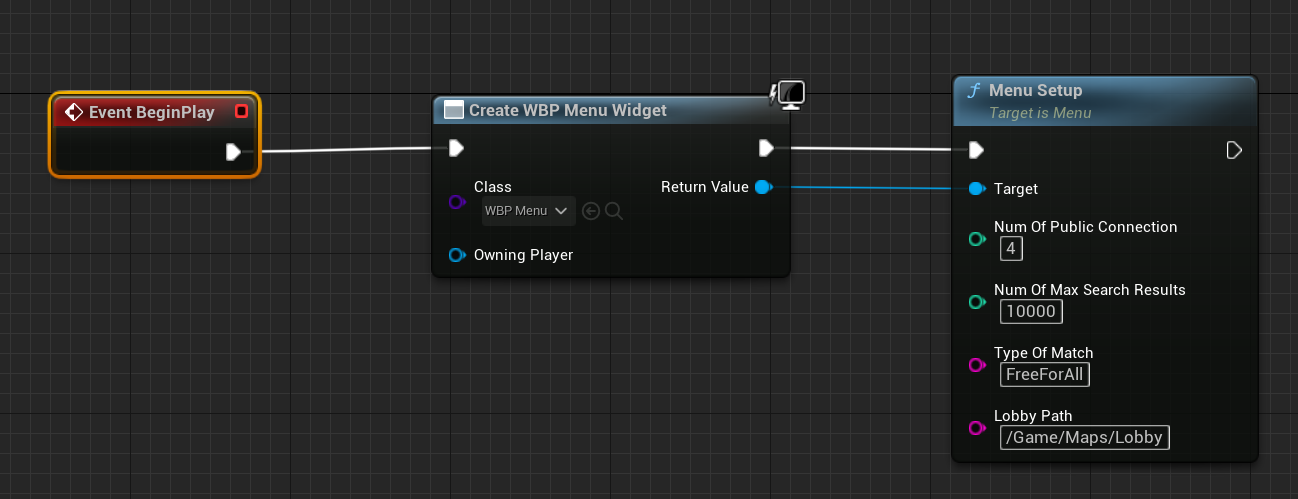 Event BeginPlay
Create WBP Menu Widget
Class
WBP Menu
Return Value
Owning Player
f Menu Setup
Target is Menu
Target
Num Of Public Connection
4
Num Of Max Search Results
10000
Type Of Match
FreeForAll
Lobby Path
/Game/Maps/Lobby